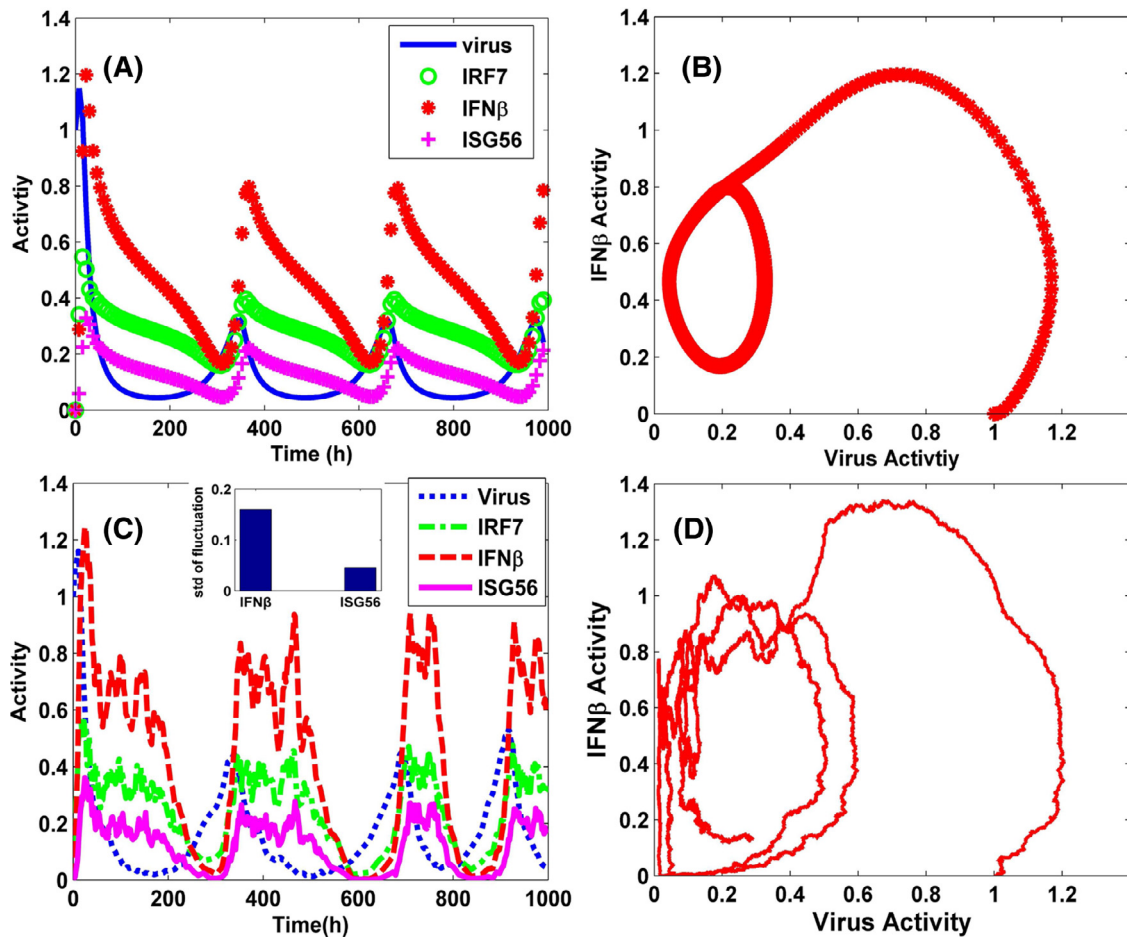 (A)
1.4
1.2
1
0.8
0.6
0.4
0.2
0
Activtiy
virus
IRF7
IFNβ
ISG56
0
200
400
600
800
1000
Time (h)
(B)
1.4
1.2
1
0.8
0.6
0.4
0.2
0
IFNβ Activity
0
0.2
0.4
0.6
0.8
1
1.2
Virus Activtiy
(C)
1.4
1.2
1
0.8
0.6
0.4
0.2
0
Activity
0.2
0.1
0
std of fluctuation
IFNβ
ISG56
Virus
IRF7
IFNβ
ISG56
0
200
400
600
800
1000
Time(h)
(D)
1.4
1.2
1
0.8
0.6
0.4
0.2
0
IFNβ Activity
0
0.2
0.4
0.6
0.8
1
1.2
Virus Activity